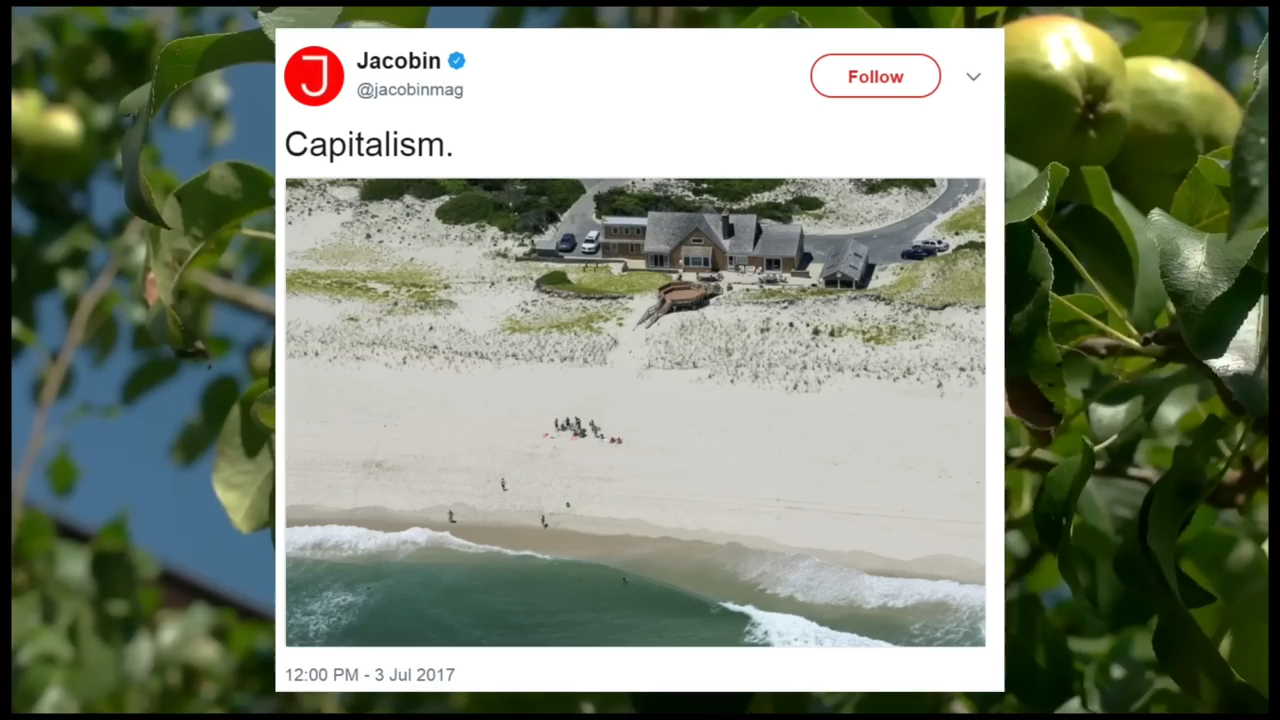 J
Jacobin
@jacobinmag
Follow
Capitalism.
12:00 PM - 3 Jul 2017